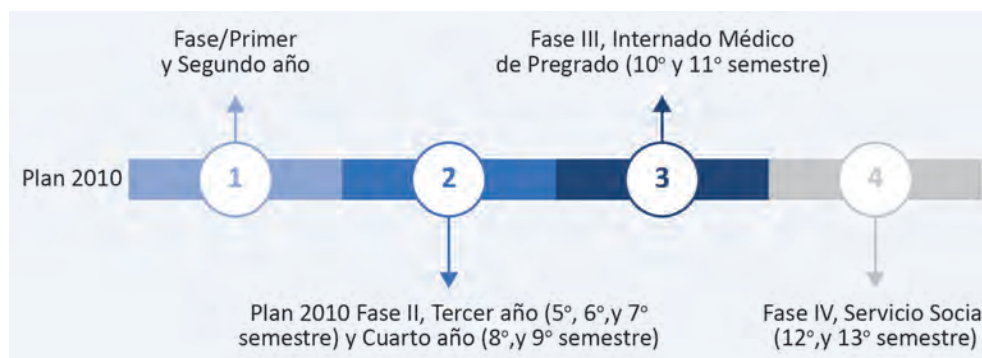 Fase/Primer
y Segundo año
Fase III, Internado Médico
de Pregrado (10° y 11° semestre)
Plan 2010
1
2
3
4
Plan 2010 Fase II, Tercer año (5°, 6°,y 7°
semestre) y Cuarto año (8°,y 9° semestre)
Fase IV, Servicio Socia
(12°,y 13° semestre)